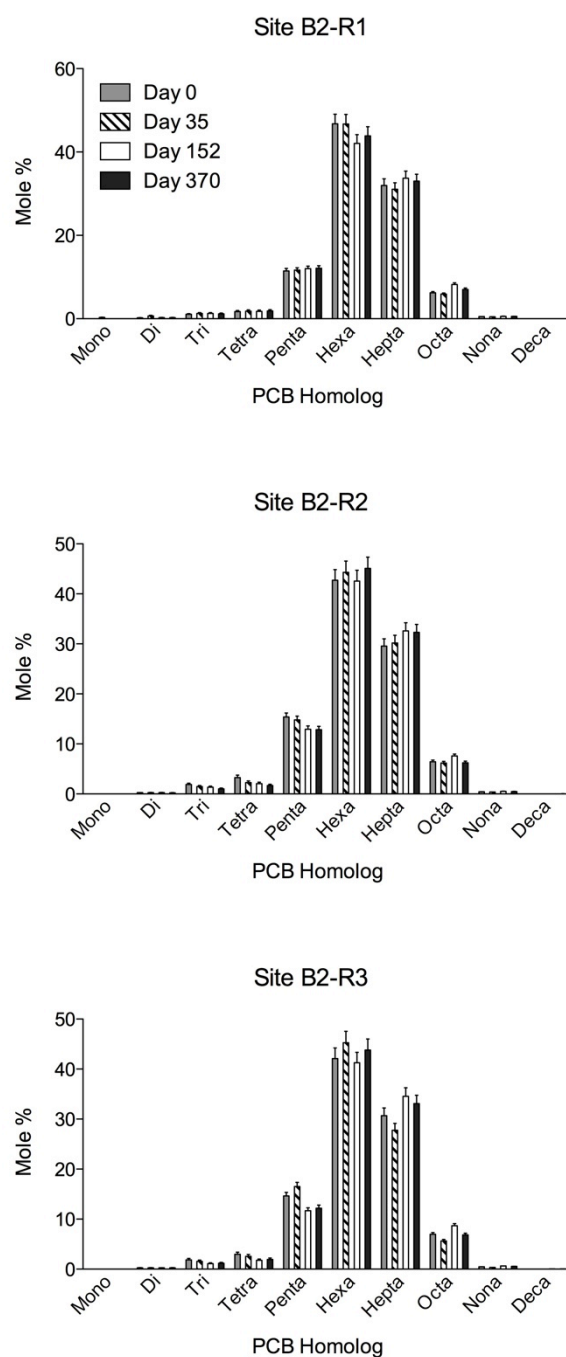 Site B2-R1
60
40
20
0
Mole %
Day 0
Day 35
Day 152
Day 370
Mono Di Tri Tetra Penta Hexa Hepta Octa Nona Deca
PCB Homolog
Site B2-R2
50
40
30
20
10
0
Mole %
Mono Di Tri Tetra Penta Hexa Hepta Octa Nona Deca
PCB Homolog
Site B2-R3
50
40
30
20
10
0
Mole %
Mono Di Tri Tetra Penta Hexa Hepta Octa Nona Deca
PCB Homolog